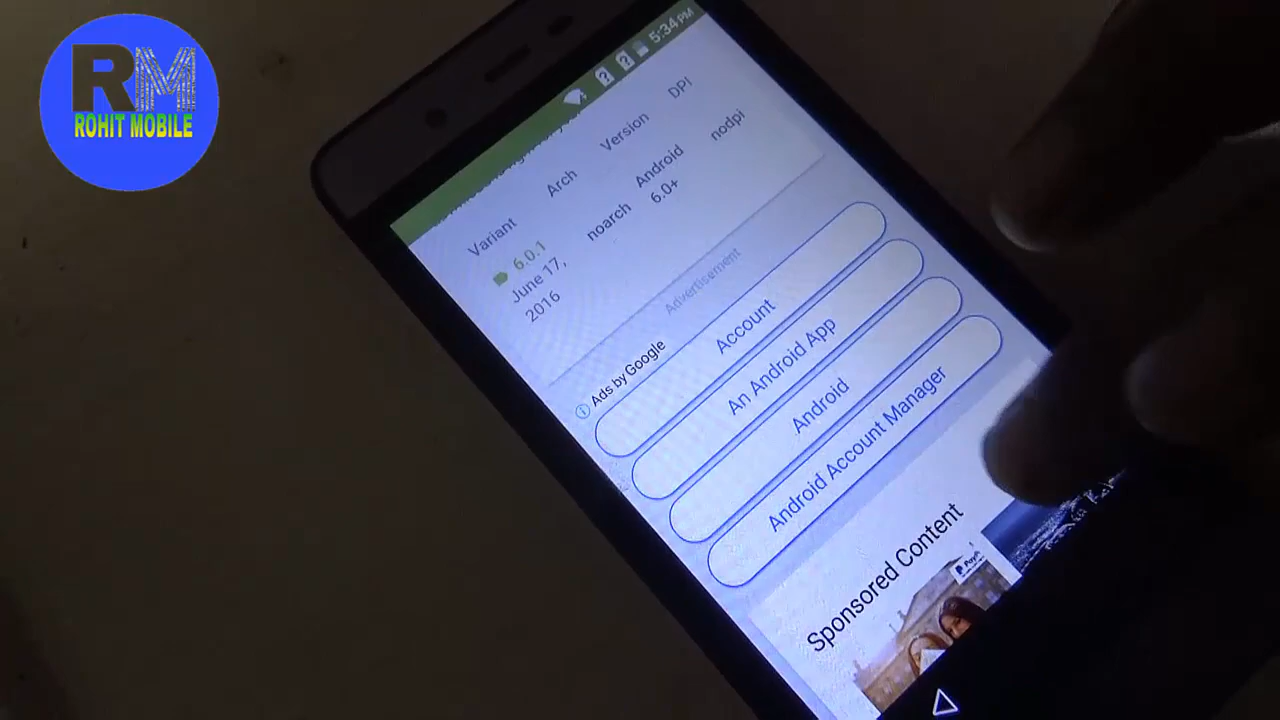 RM
ROHIT MOBILE
5:34 PM
Variant
Arch
Version
DPI
6.0.1
June 17,
2016
noarch
Android
6.0+
nodpi
Advertisement
Ads by Google
Account
An Android App
Android
Android Account Manager
Sponsored Content